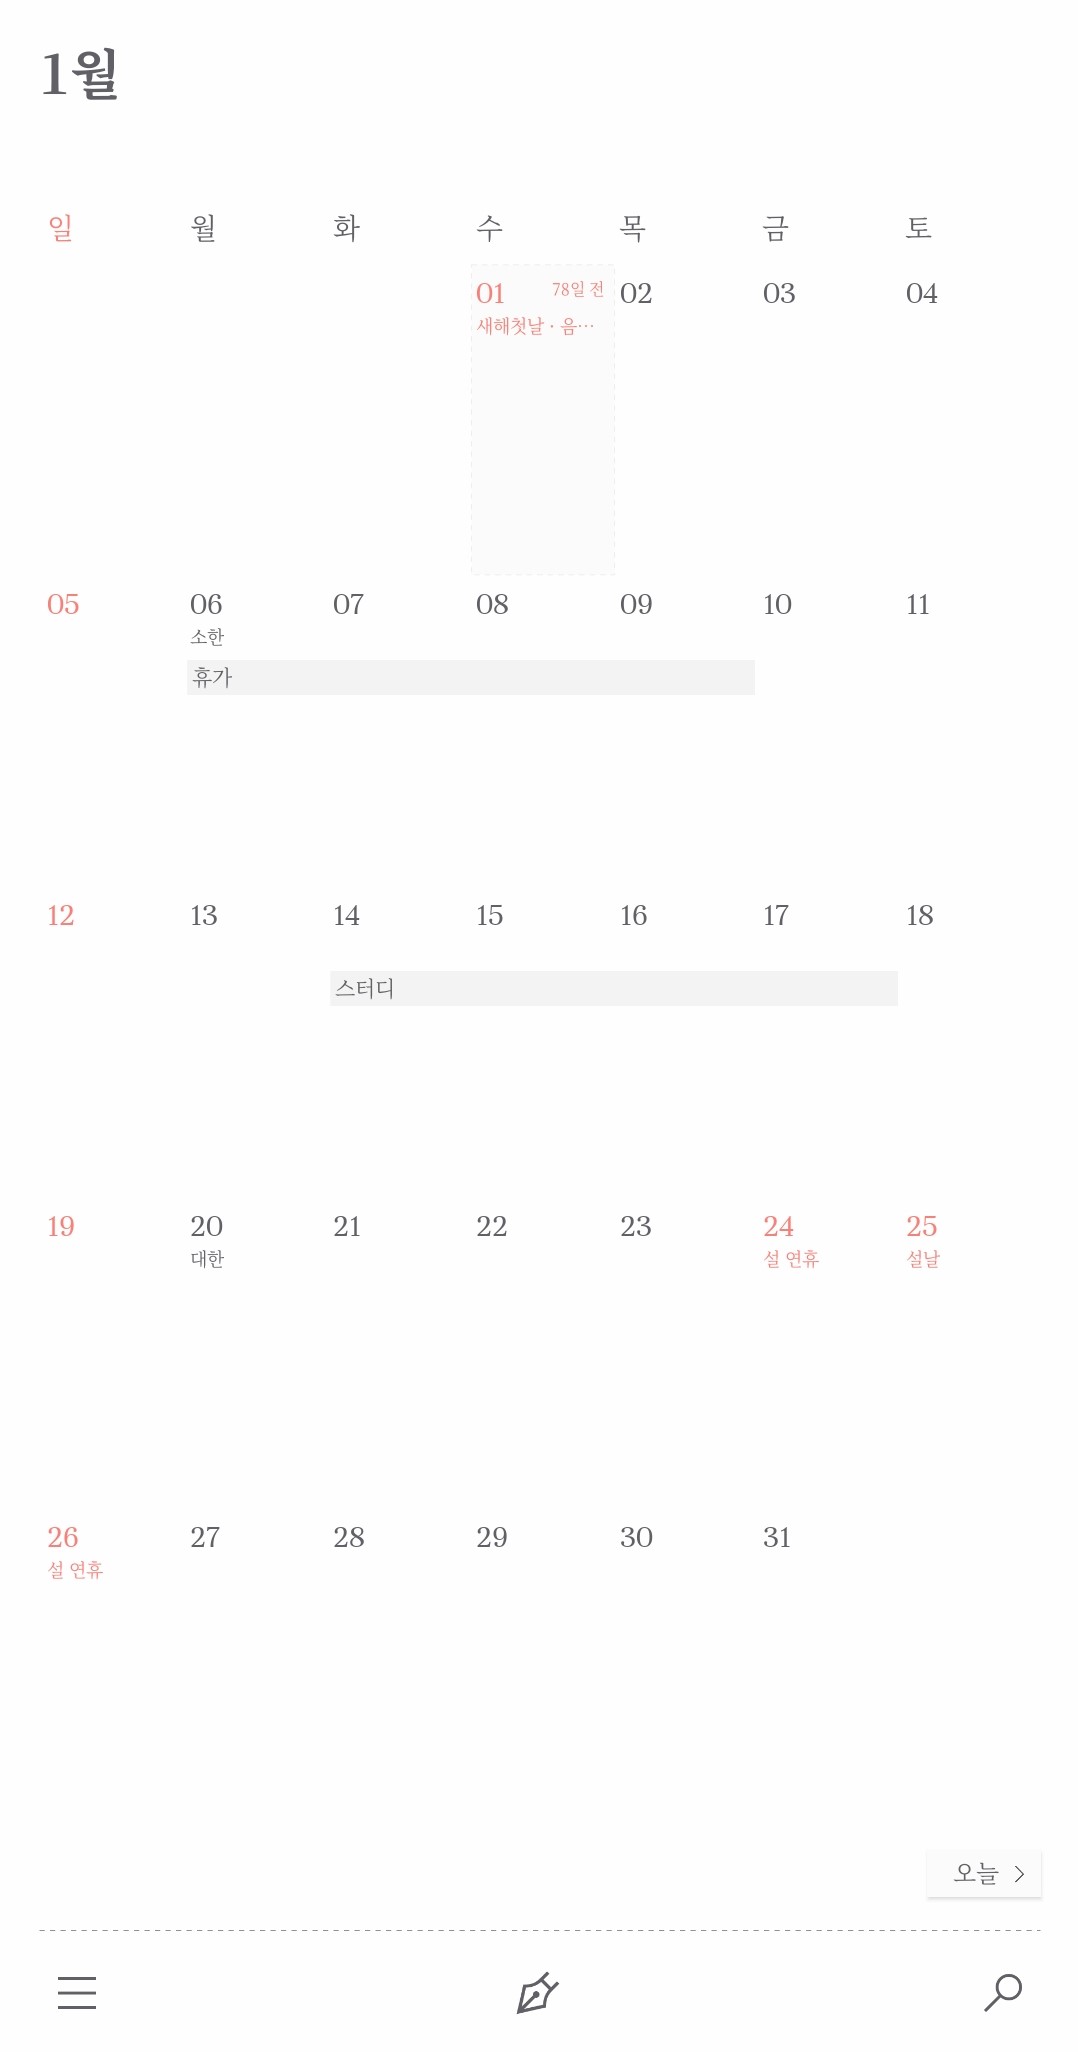 1월
일 월 화 수 목 금 토
01 78일 전 02 03 04
새해첫날 · 음…
05 06 07 08 09 10 11
소한
휴가
12 13 14 15 16 17 18
스터디
19 20 21 22 23 24 25
대한 설 연휴 설날
26 27 28 29 30 31
설 연휴
오늘